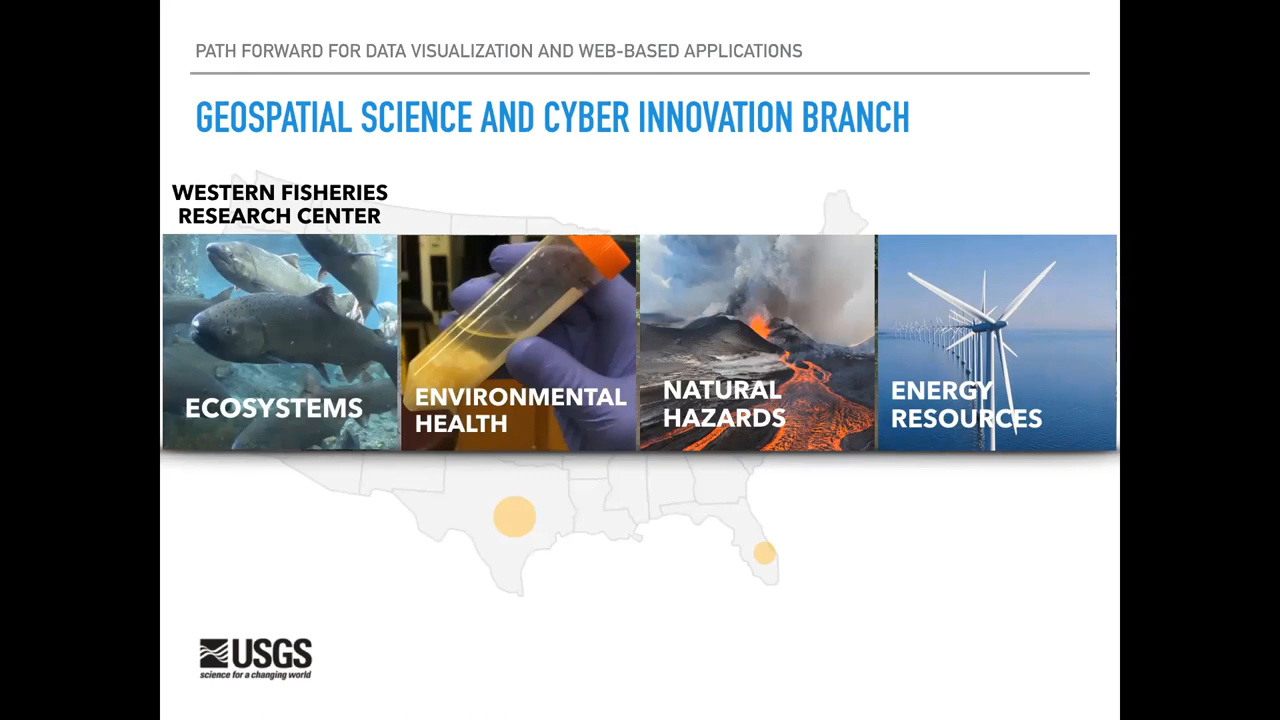 PATH FORWARD FOR DATA VISUALIZATION AND WEB-BASED APPLICATIONS
GEOSPATIAL SCIENCE AND CYBER INNOVATION BRANCH
WESTERN FISHERIES
RESEARCH CENTER
ECOSYSTEMS
ENVIRONMENTAL
HEALTH
NATURAL
HAZARDS
ENERGY
RESOURCES
USGS
science for a changing world